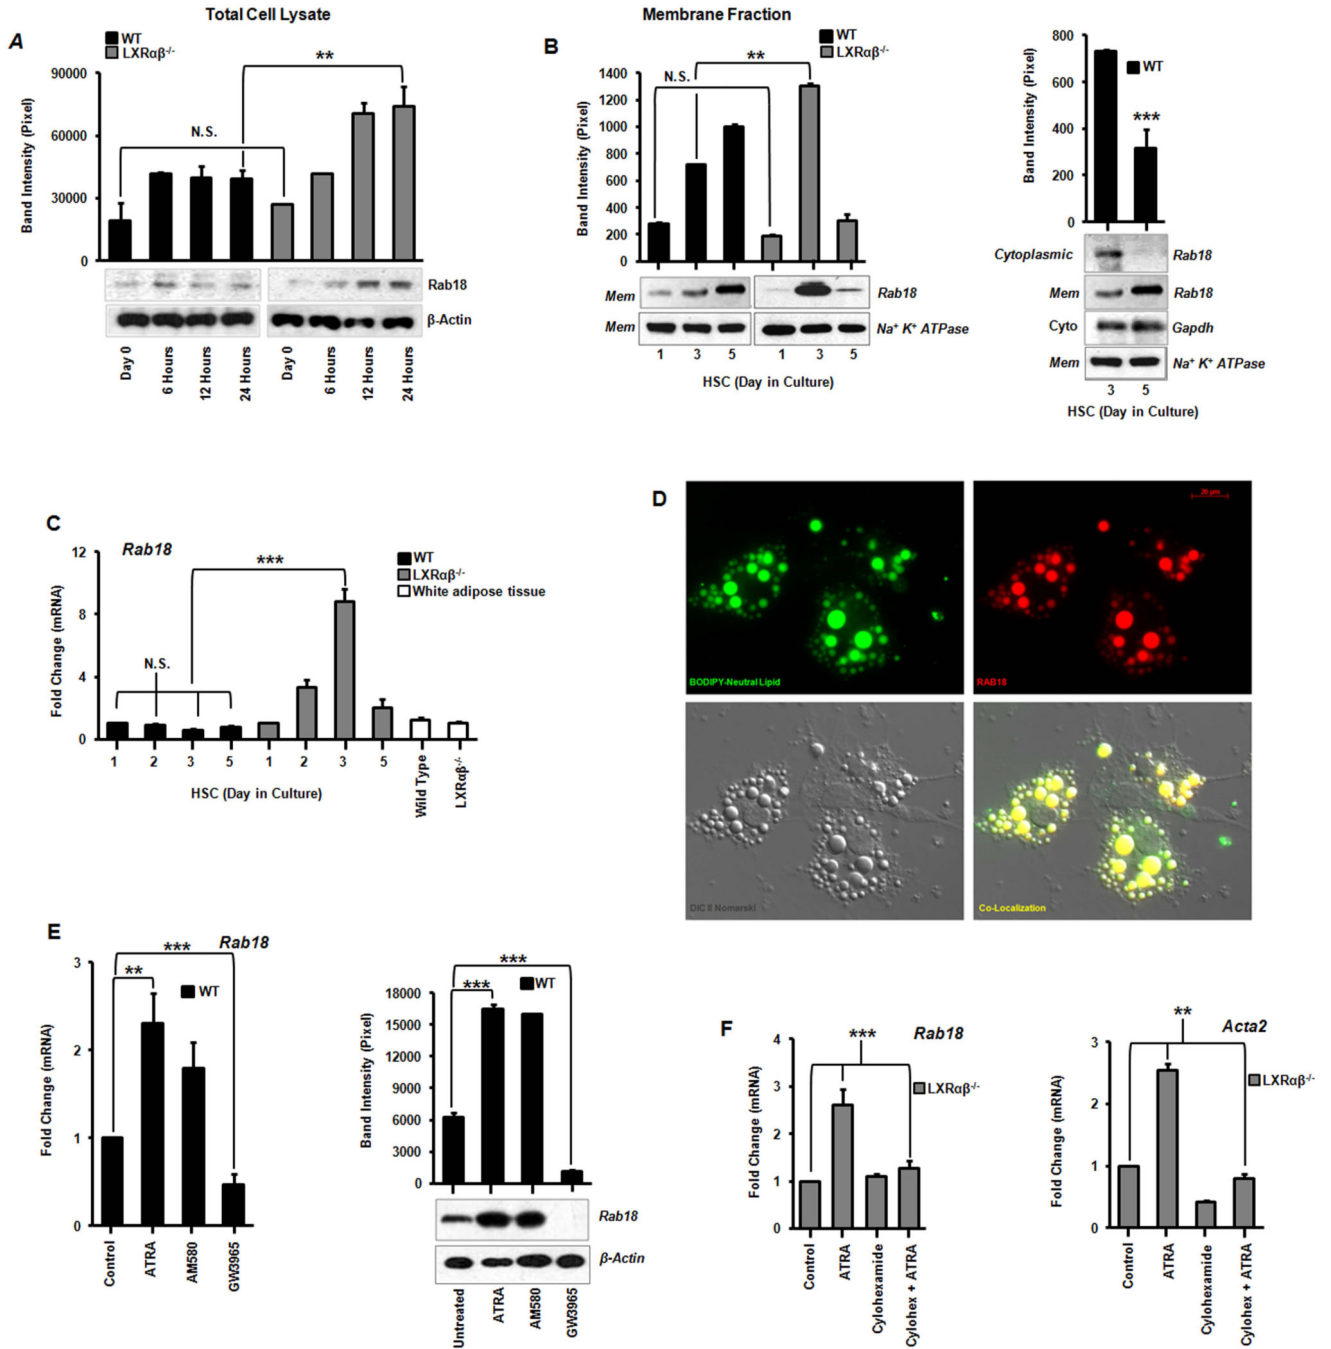 Total Cell Lysate
A
WT
LXRαβ-/-
**
N.S.
Band Intensity (Pixel)
90000
60000
30000
0
Rab18
β-Actin
Day 0
6 Hours
12 Hours
24 Hours
Day 0
6 Hours
12 Hours
24 Hours
Membrane Fraction
B
WT
LXRαβ-/-
**
N.S.
Band Intensity (Pixel)
1400
1200
1000
800
600
400
200
0
Mem
Rab18
Mem
Na+ K+ ATPase
1 3 5 1 3 5
HSC (Day in Culture)
Band Intensity (Pixel)
800
600
400
200
0
WT
***
Cytoplasmic
Rab18
Mem
Rab18
Cyto
Gapdh
Mem
Na+ K+ ATPase
3 5
HSC (Day in Culture)
C
Rab18
***
N.S.
WT
LXRαβ-/-
White adipose tissue
Fold Change (mRNA)
12
8
4
0
1 2 3 5 1 2 3 5
Wild Type
LXRαβ-/-
HSC (Day in Culture)
D
20 μm
BODIPY-Neutral Lipid
RAB18
DIC II Nomarski
Co-Localization
E
Rab18
***
**
WT
Fold Change (mRNA)
3
2
1
0
Control
ATRA
AM580
GW3965
***
***
WT
Band Intensity (Pixel)
18000
15000
12000
9000
6000
3000
0
Rab18
β-Actin
Untreated
ATRA
AM580
GW3965
F
Rab18
***
LXRαβ-/-
Fold Change (mRNA)
4
3
2
1
0
Control
ATRA
Cylohexamide
Cylohex + ATRA
Acta2
**
LXRαβ-/-
Fold Change (mRNA)
3
2
1
0
Control
ATRA
Cylohexamide
Cylohex + ATRA